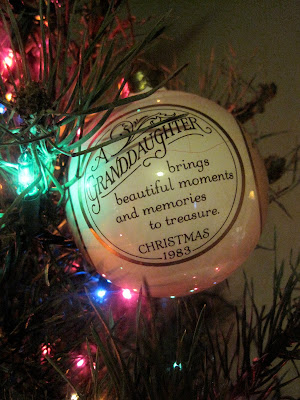 A
GRANDDAUGHTER
brings
beautiful moments
and memories
to treasure.
CHRISTMAS
1983